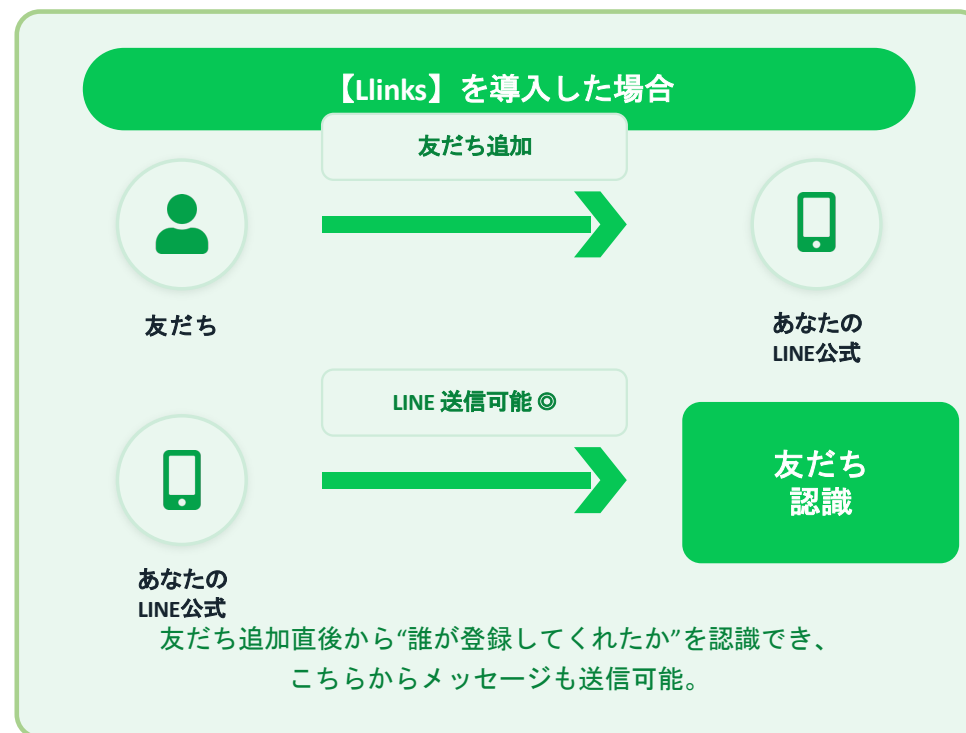 【Llinks】を導入した場合
友だち追加
友だち
あなたの
LINE公式
LINE 送信可能 ◎
友だち
認識
あなたの
LINE公式
友だち追加直後から“誰が登録してくれたか”を認識でき、
こちらからメッセージも送信可能。